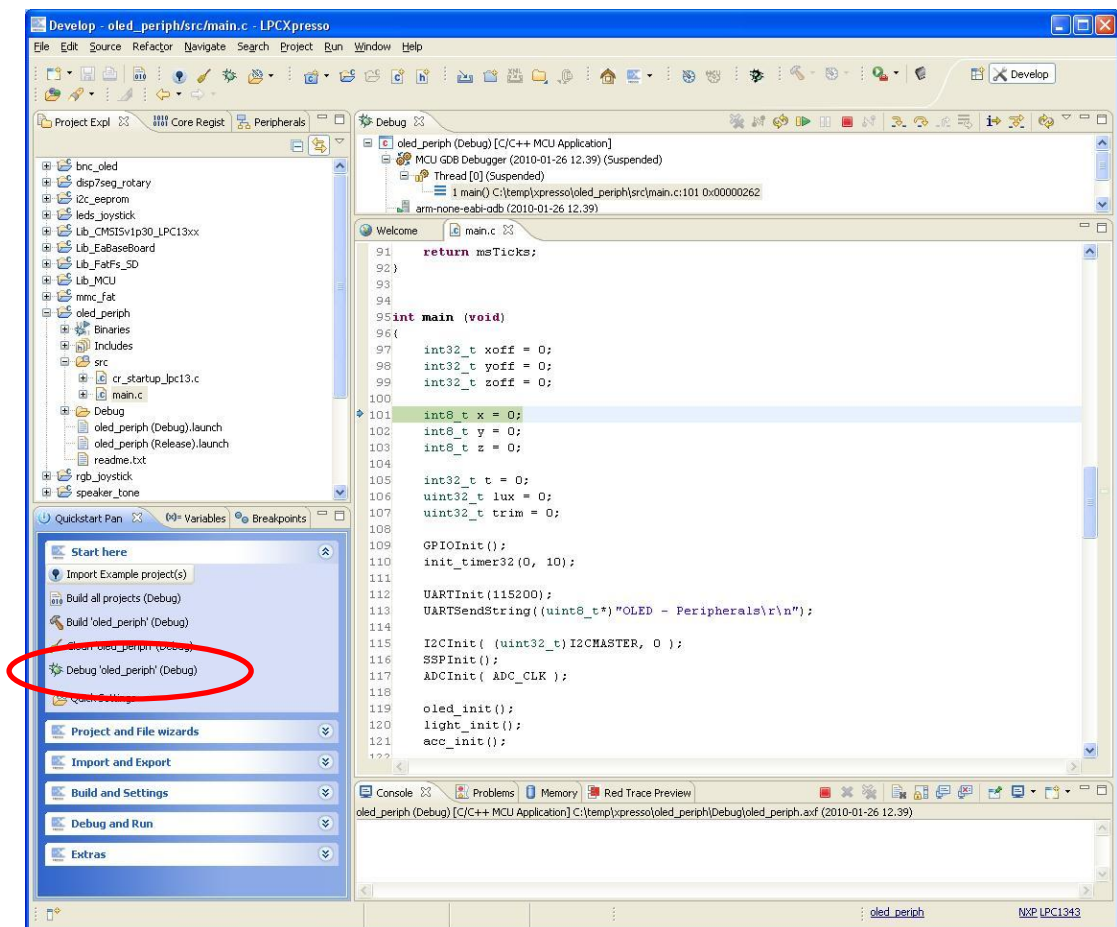 Develop - oled_periph/src/main.c - LPCXpresso
File Edit Source Refactor Navigate Search Project Run Window Help
Develop
Project Expl Core Regist Peripherals
bnc_oled
disp7seg_rotary
i2c_eeprom
leds_joystick
Lib_CMSISv1p30_LPC13xx
Lib_EaBaseBoard
Lib_FatFs_SD
Lib_MCU
mmc_fat
oled_periph
Binaries
Includes
src
cr_startup_lpc13.c
main.c
Debug
oled_periph (Debug).launch
oled_periph (Release).launch
readme.txt
rgb_joystick
speaker_tone
Quickstart Pan (x)= Variables Breakpoints
Start here
Import Example project(s)
Build all projects (Debug)
Build 'oled_periph' (Debug)
Clean 'oled_periph' (Debug)
Debug 'oled_periph' (Debug)
Quick Settings
Project and File wizards
Import and Export
Build and Settings
Debug and Run
Extras
Debug
oled_periph (Debug) [C/C++ MCU Application]
MCU GDB Debugger (2010-01-26 12.39) (Suspended)
Thread [0] (Suspended)
1 main() C:\temp\xpresso\oled_periph\src\main.c:101 0x00000262
arm-none-eabi-gdb (2010-01-26 12.39)
Welcome main.c
91 return msTicks;
92 }
93
94
95 int main (void)
96 {
97 int32_t xoff = 0;
98 int32_t yoff = 0;
99 int32_t zoff = 0;
100
101 int8_t x = 0;
102 int8_t y = 0;
103 int8_t z = 0;
104
105 int32_t t = 0;
106 uint32_t lux = 0;
107 uint32_t trim = 0;
108
109 GPIOInit();
110 init_timer32(0, 10);
111
112 UARTInit(115200);
113 UARTSendString((uint8_t*)"OLED - Peripherals\r\n");
114
115 I2CInit( (uint32_t)I2CMASTER, 0 );
116 SSPInit();
117 ADCInit( ADC_CLK );
118
119 oled_init();
120 light_init();
121 acc_init();
122
Console Problems Memory Red Trace Preview
oled_periph (Debug) [C/C++ MCU Application] C:\temp\xpresso\oled_periph\Debug\oled_periph.axf (2010-01-26 12.39)
oled_periph NXP LPC1343